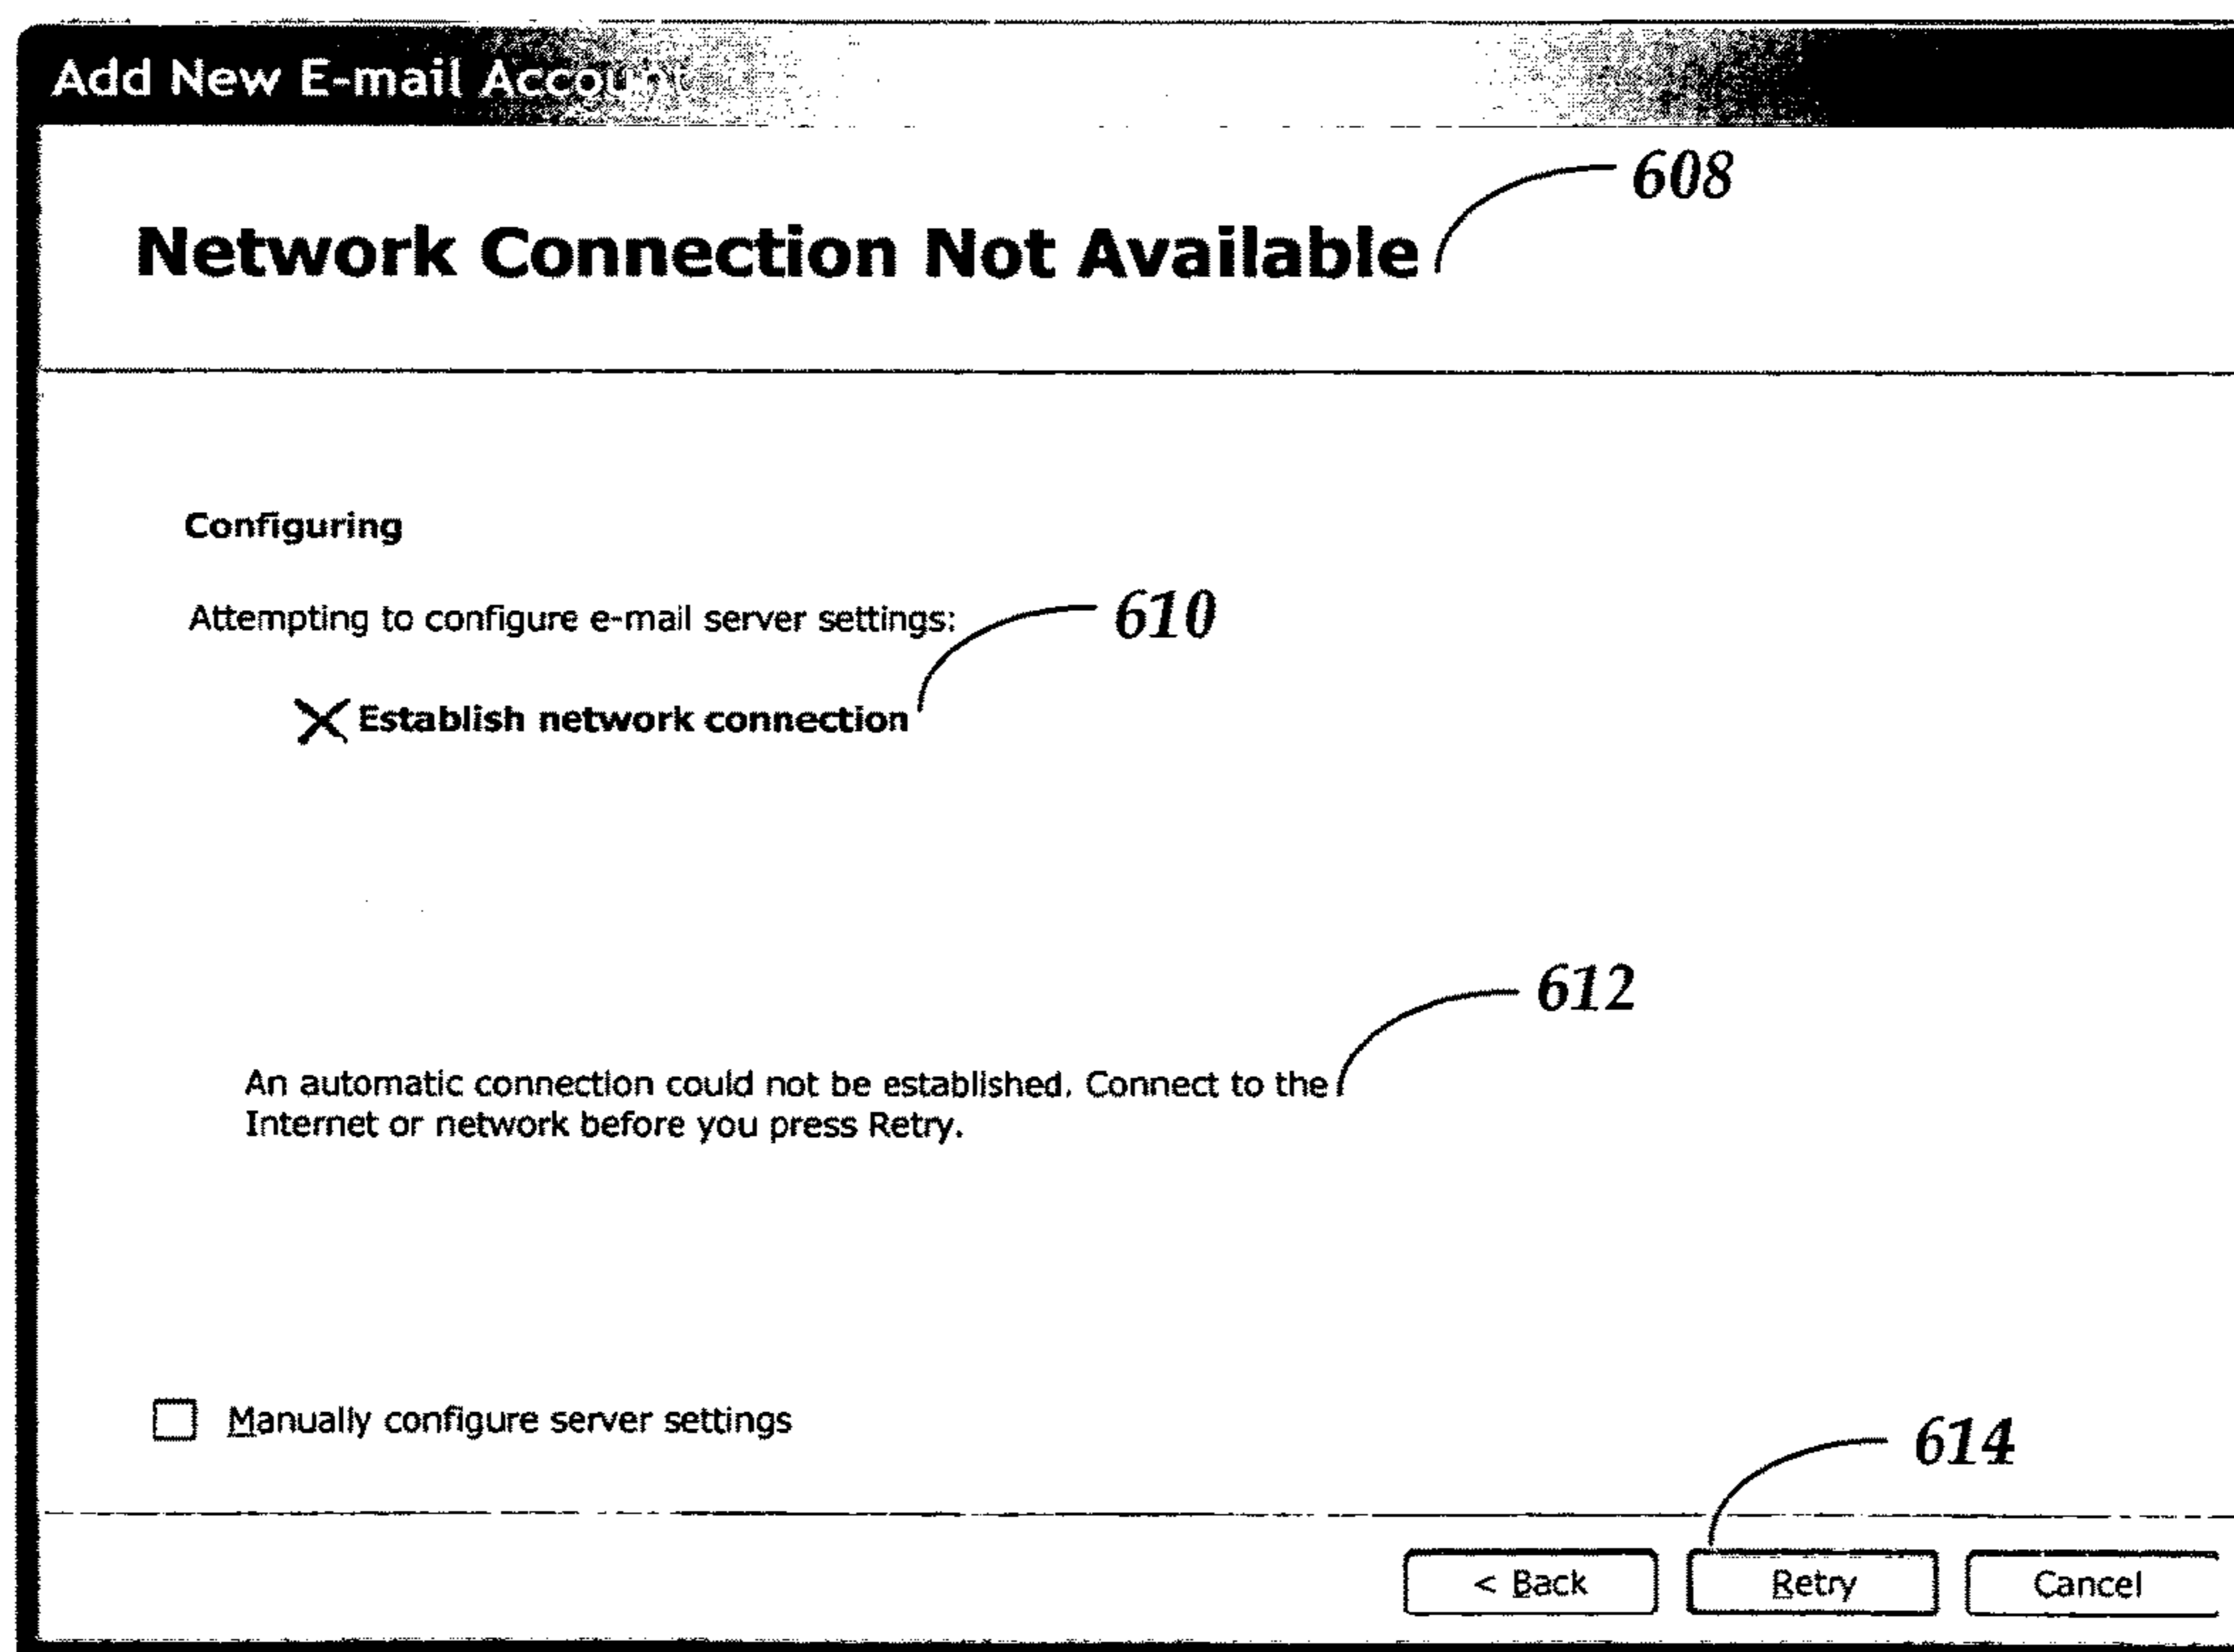 Add New E-mail Account
608
Network Connection Not Available
Configuring
Attempting to configure e-mail server settings:
610
Establish network connection
612
An automatic connection could not be established. Connect to the
Internet or network before you press Retry.
Manually configure server settings
614
< Back
Retry
Cancel